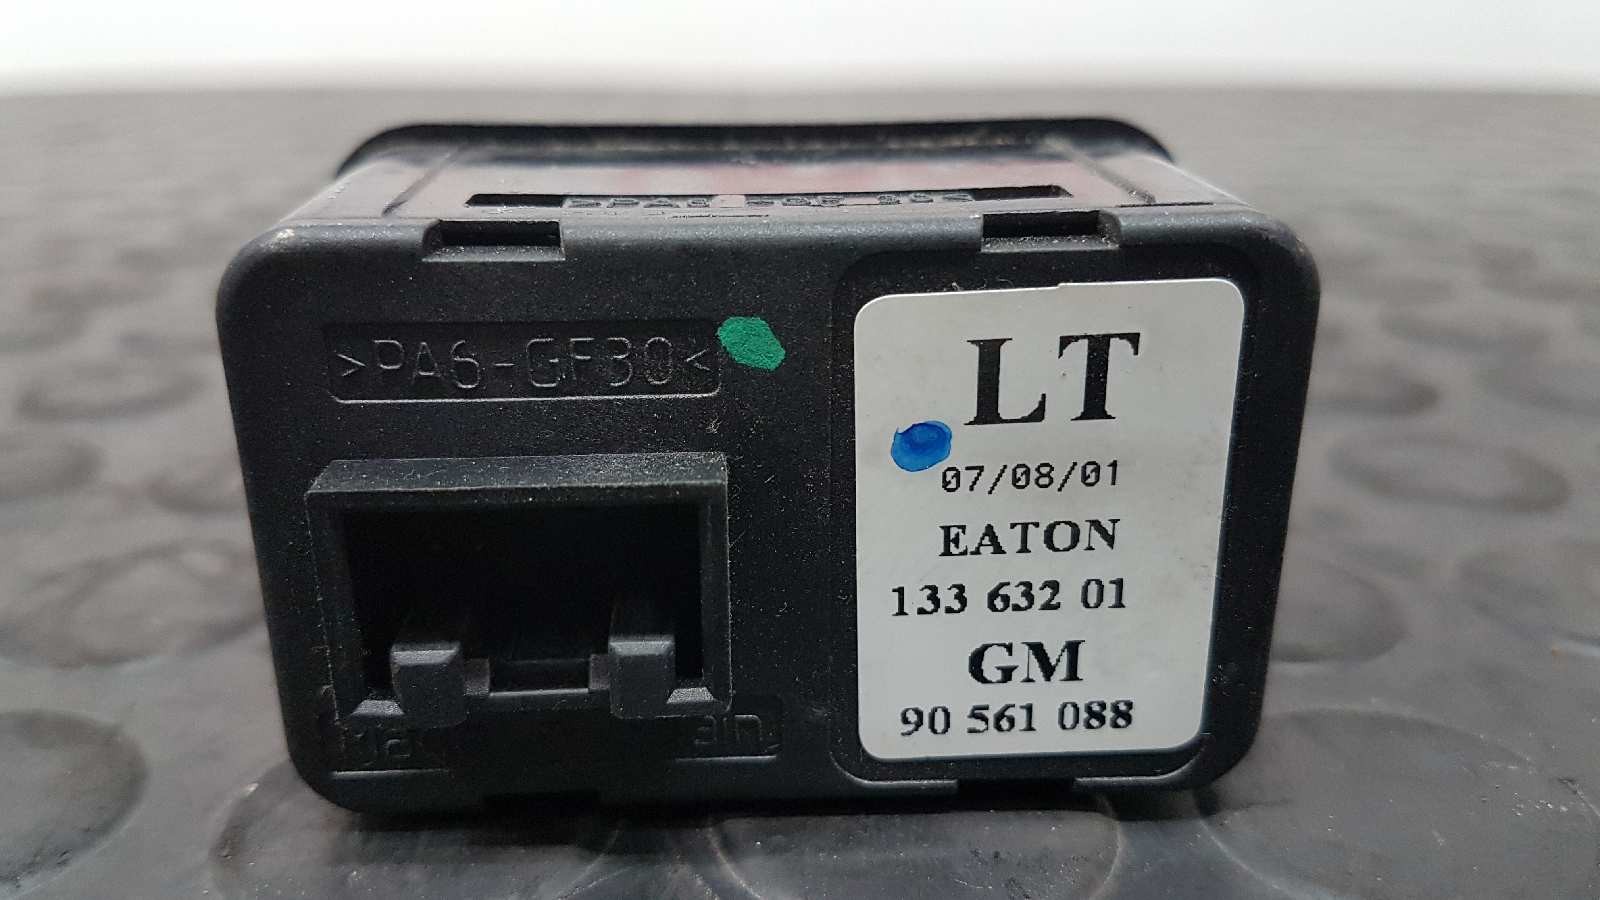 >PA6-GF30<
LT
07/08/01
EATON
133 632 01
GM
90 561 088